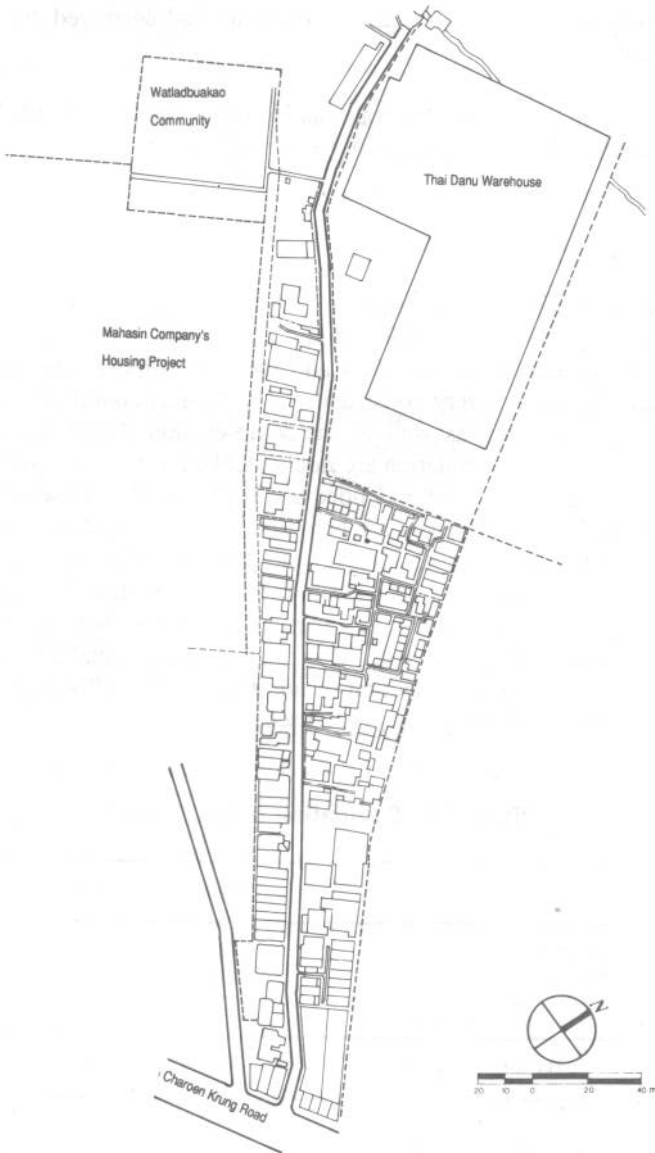 Watladbuakao
Community
Thai Danu Warehouse
Mahasin Company's
Housing Project
Charoen Krung Road
N
20 10 0 20 40 m